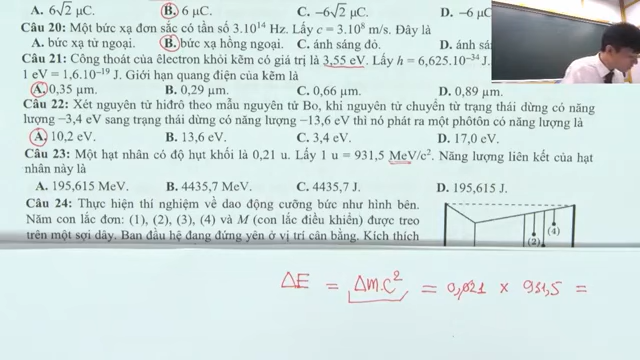 A. 6√2 μC. B. 6 μC. C. −6√2 μC. D. −6 μC
Câu 20: Một bức xạ đơn sắc có tần số 3.10¹⁴ Hz. Lấy c = 3.10⁸ m/s. Đây là
A. bức xạ tử ngoại. B. bức xạ hồng ngoại. C. ánh sáng đỏ. D. ánh sá
Câu 21: Công thoát của êlectron khỏi kẽm có giá trị là 3,55 eV. Lấy h = 6,625.10⁻³⁴ J.
1 eV = 1,6.10⁻¹⁹ J. Giới hạn quang điện của kẽm là
A. 0,35 μm. B. 0,29 μm. C. 0,66 μm. D. 0,89 μm.
Câu 22: Xét nguyên tử hiđrô theo mẫu nguyên tử Bo, khi nguyên tử chuyển từ trạng thái dừng có năng
lượng −3,4 eV sang trạng thái dừng có năng lượng −13,6 eV thì nó phát ra một phôtôn có năng lượng là
A. 10,2 eV. B. 13,6 eV. C. 3,4 eV. D. 17,0 eV.
Câu 23: Một hạt nhân có độ hụt khối là 0,21 u. Lấy 1 u = 931,5 MeV/c². Năng lượng liên kết của hạt
nhân này là
A. 195,615 MeV. B. 4435,7 MeV. C. 4435,7 J. D. 195,615 J.
Câu 24: Thực hiện thí nghiệm về dao động cưỡng bức như hình bên.
Năm con lắc đơn: (1), (2), (3), (4) và M (con lắc điều khiển) được treo
trên một sợi dây. Ban đầu hệ đang đứng yên ở vị trí cân bằng. Kích thích
(4)
(2)
ΔE = Δm.c² = 0,21 × 931,5 =